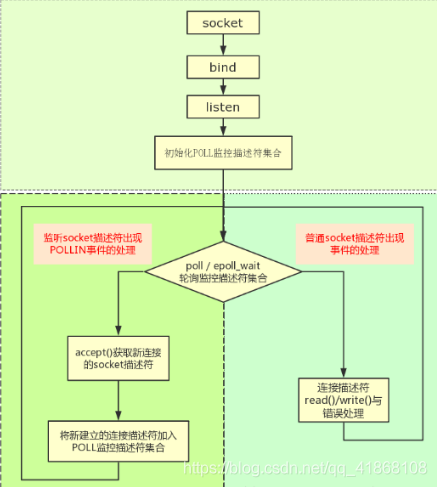 socket
bind
listen
初始化POLL监控描述符集合
监听socket描述符出现
POLLIN事件的处理
普通socket描述符出现
事件的处理
poll / epoll_wait
轮询监控描述符集合
accept()获取新连接
的socket描述符
连接描述符
read()/write()与
错误处理
将新建立的连接描述符加入
POLL监控描述符集合
https://blog.csdn.net/qq_41868108